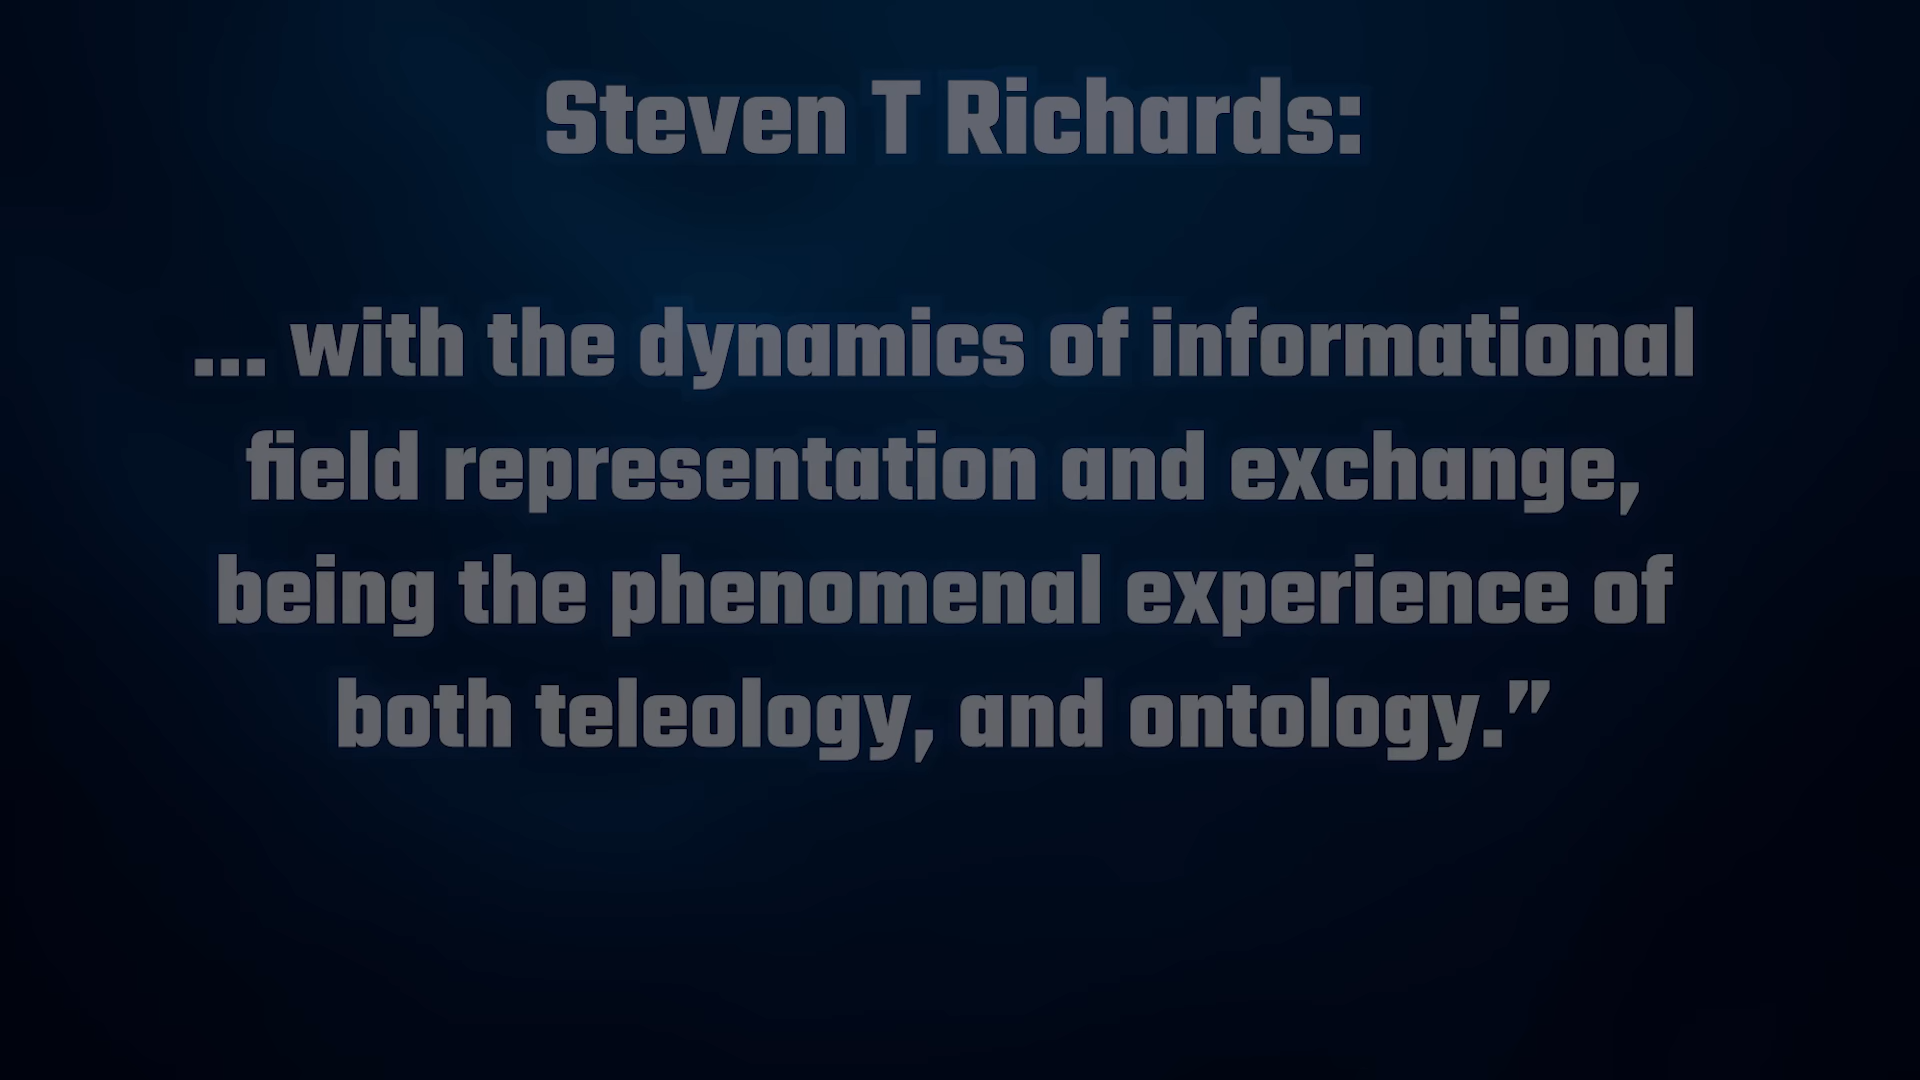 Steven T Richards:
... with the dynamics of informational
field representation and exchange,
being the phenomenal experience of
both teleology, and ontology.”